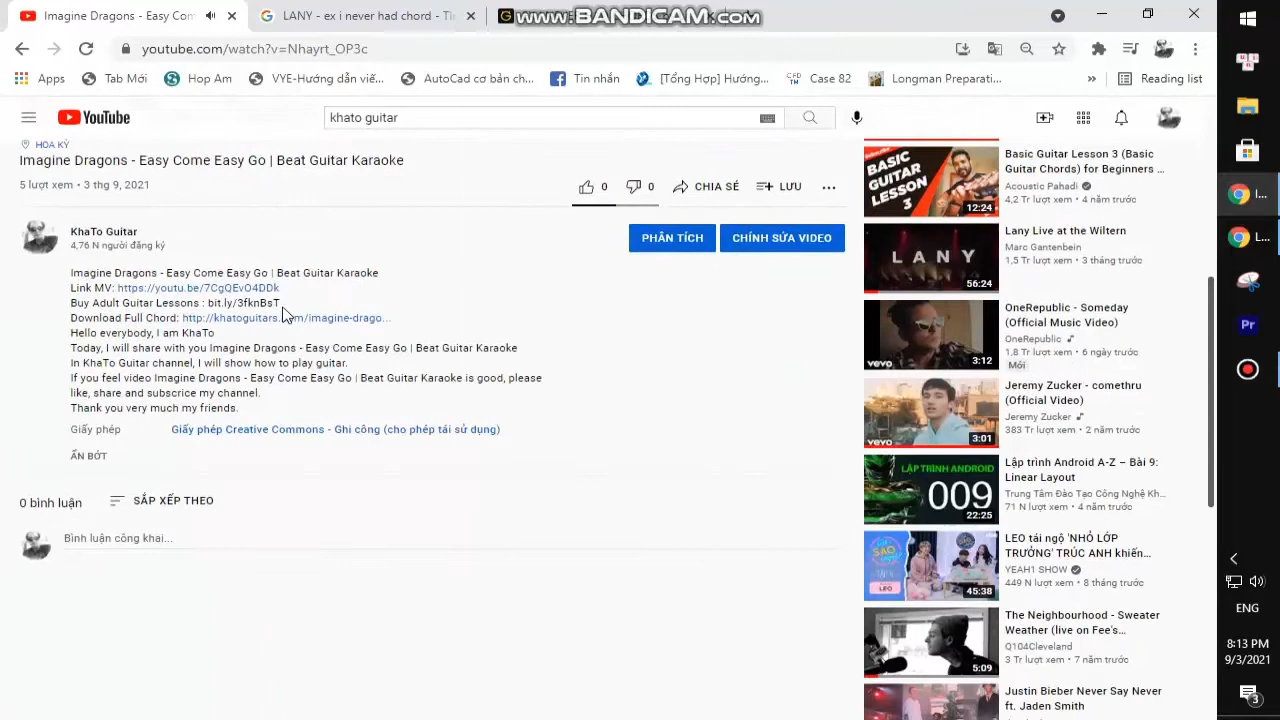 Imagine Dragons - Easy Com
LANY - ex i never had chord - Ti
www.BANDICAM.com
youtube.com/watch?v=Nhayrt_OP3c
Apps
Tab Mới
Hop Am
VYE-Hướng dẫn viế...
AutoCad cơ bản ch...
Tin nhắn
[Tổng Hợp] Hướng...
Case 82
Longman Preparati...
»
Reading list
YouTube
khato guitar
HOA KỲ
Imagine Dragons - Easy Come Easy Go | Beat Guitar karaoke
5 lượt xem • 3 thg 9, 2021
0
0
CHIA SẺ
LƯU
KhaTo Guitar
4,76 N người đăng ký
PHÂN TÍCH
CHỈNH SỬA VIDEO
Imagine Dragons - Easy Come Easy Go | Beat Guitar Karaoke
Link MV: https://youtu.be/7CgQEvO4DDk
Buy Adult Guitar Lessons : bit.ly/3fknBsT
Download Full Chord: http://khatoguitars. /imagine-drago...
Hello everybody, I am KhaTo
Today, I will share with you Imagine Dragons - Easy Come Easy Go | Beat Guitar Karaoke
In KhaTo Guitar channel, I will show how to play guitar.
If you feel video Imagine Dragons - Easy Come Easy Go | Beat Guitar Karaoke is good, please
like, share and subscrice my channel.
Thank you very much my friends.
Giấy phép
Giấy phép Creative Commons - Ghi công (cho phép tái sử dụng)
ẨN BỚT
0 bình luận
SẮP XẾP THEO
Bình luận công khai...
BASIC
GUITAR
LESSON
3
12:24
Basic Guitar Lesson 3 (Basic
Guitar Chords) for Beginners ...
Acoustic Pahadi
4,2 Tr lượt xem • 4 năm trước
LANY
56:24
Lany Live at the Wiltern
Marc Gantenbein
1,5 Tr lượt xem • 3 tháng trước
vevo
3:12
OneRepublic - Someday
(Official Music Video)
OneRepublic
1,8 Tr lượt xem • 6 ngày trước
Mới
vevo
3:01
Jeremy Zucker - comethru
(Official Video)
Jeremy Zucker
383 Tr lượt xem • 2 năm trước
LẬP TRÌNH ANDROID
009
22:25
Lập trình Android A-Z – Bài 9:
Linear Layout
Trung Tâm Đào Tạo Công Nghệ Kh...
71 N lượt xem • 4 năm trước
SAO
LEO
45:38
LEO tái ngộ 'NHỎ LỚP
TRƯỞNG' TRÚC ANH khiến...
YEAH1 SHOW
449 N lượt xem • 8 tháng trước
5:09
The Neighbourhood - Sweater
Weather (live on Fee's...
Q104Cleveland
3 Tr lượt xem • 7 năm trước
Justin Bieber Never Say Never
ft. Jaden Smith
I...
L...
Pr
ENG
8:13 PM
9/3/2021
3